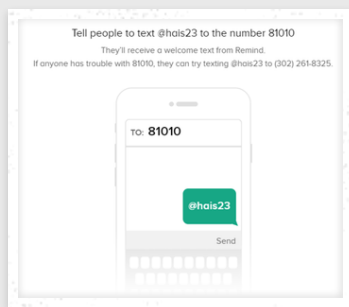 Tell people to text @hais23 to the number 81010
They'll receive a welcome text from Remind.
If anyone has trouble with 81010, they can try texting @hais23 to (302) 261-8325.
TO: 81010
@hais23
Send